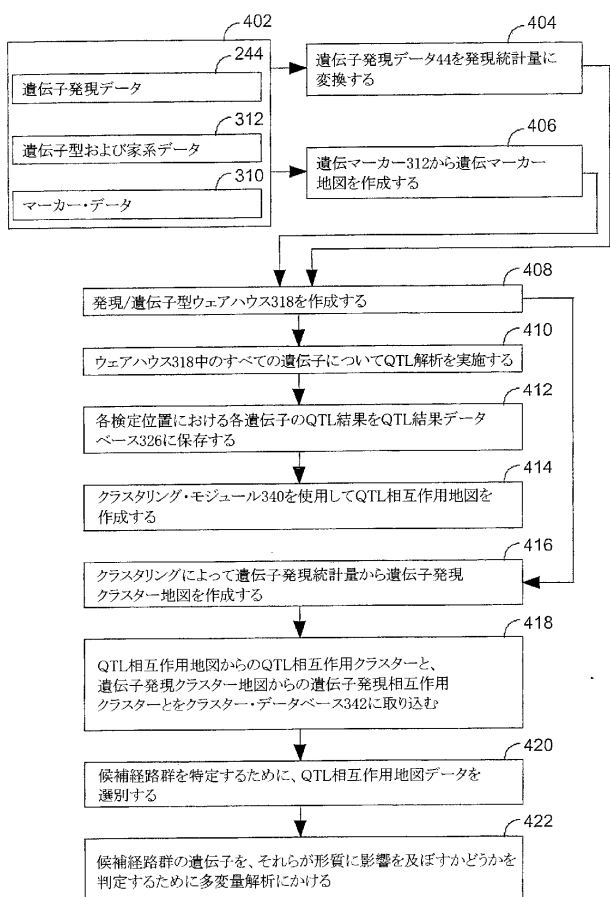 402
244
遺伝子発現データ
312
遺伝子型および家系データ
310
マーカー・データ
404
遺伝子発現データ44を発現統計量に
変換する
406
遺伝マーカー312から遺伝マーカー
地図を作成する
408
発現/遺伝子型ウェアハウス318を作成する
410
ウェアハウス318中のすべての遺伝子についてQTL解析を実施する
412
各検定位置における各遺伝子のQTL結果をQTL結果データ
ベース326に保存する
414
クラスタリング・モジュール340を使用してQTL相互作用地図を
作成する
416
クラスタリングによって遺伝子発現統計量から遺伝子発現
クラスター地図を作成する
418
QTL相互作用地図からのQTL相互作用クラスターと、
遺伝子発現クラスター地図からの遺伝子発現相互作用
クラスターとをクラスター・データベース342に取り込む
420
候補経路群を特定するために、QTL相互作用地図データを
選別する
422
候補経路群の遺伝子を、それらが形質に影響を及ぼすかどうかを
判定するために多変量解析にかける